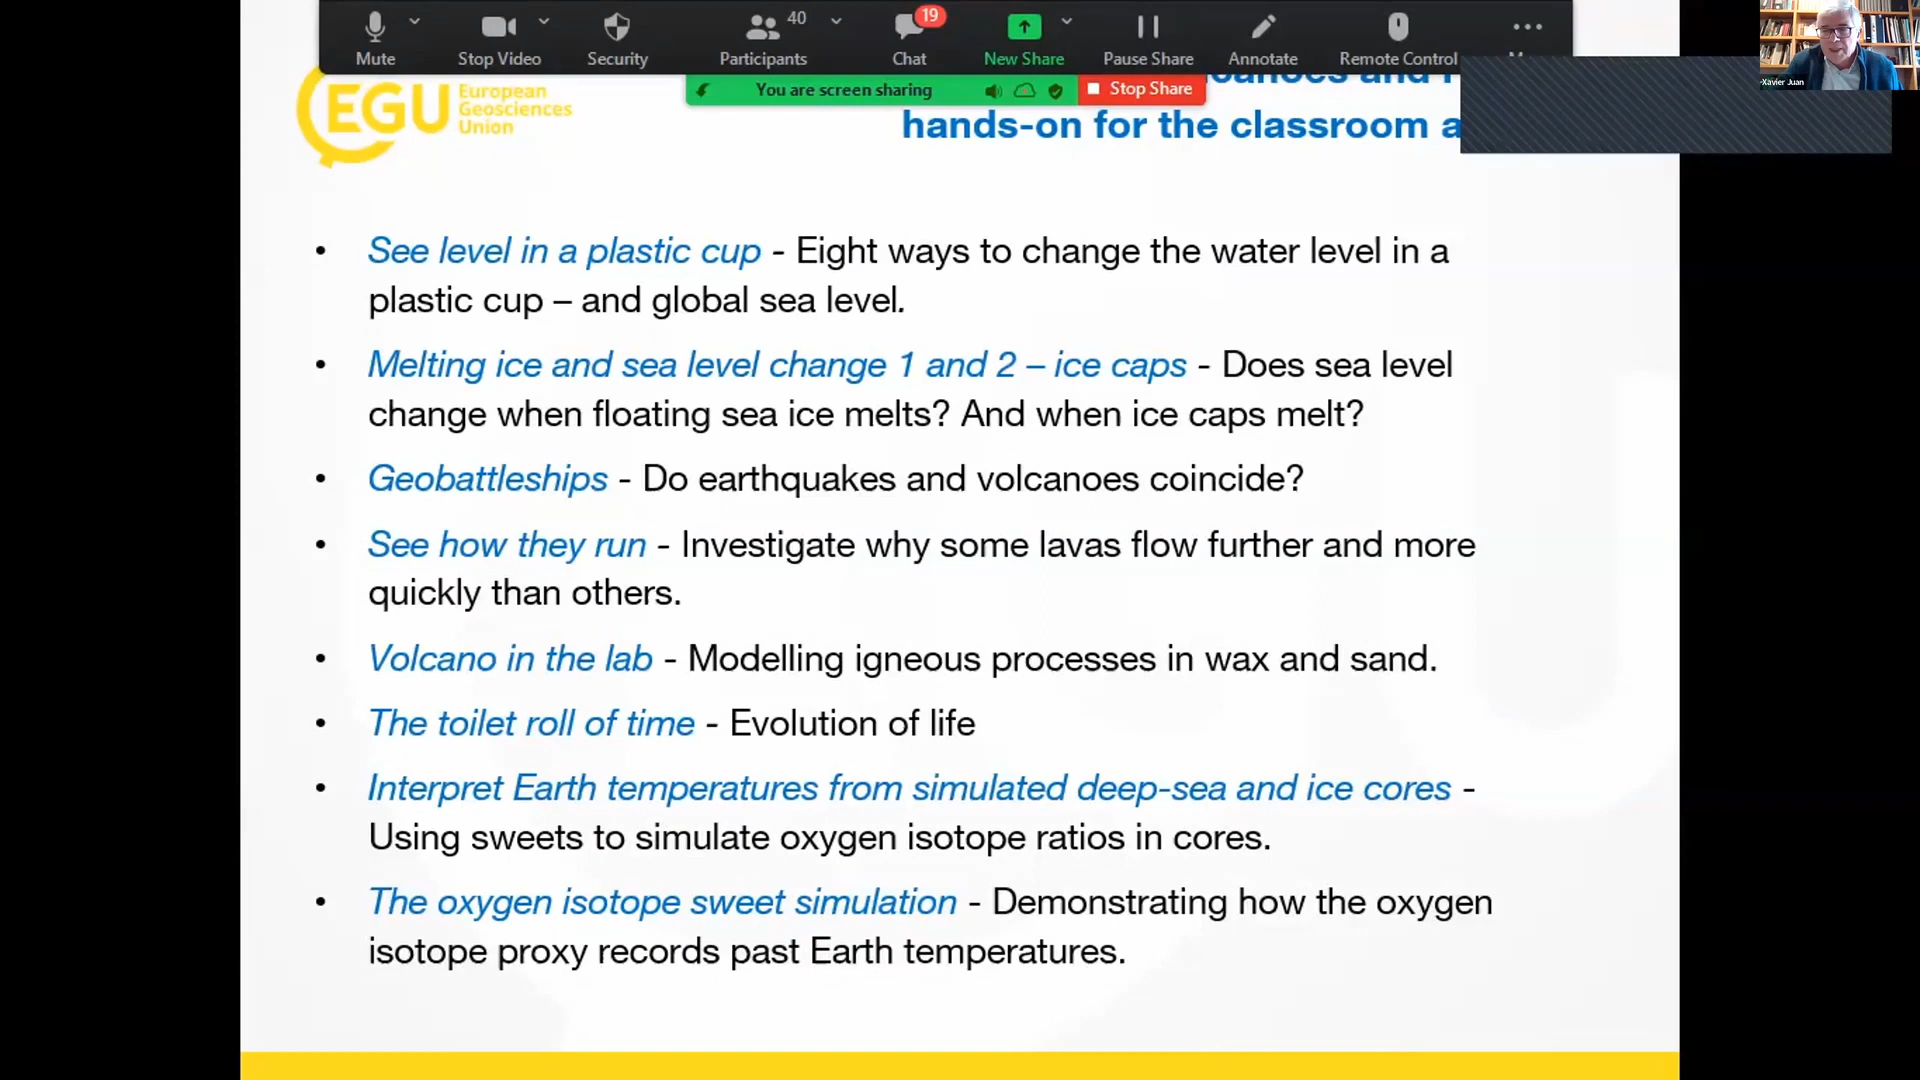 40
19
Mute
Stop Video
Security
Participants
Chat
New Share
Pause Share
Annotate
Remote Control
-Xavier Juan
You are screen sharing
Stop Share
EGU
European
Geosciences
Union
canoes and
hands-on for the classroom a
• See level in a plastic cup - Eight ways to change the water level in a
plastic cup – and global sea level.
• Melting ice and sea level change 1 and 2 – ice caps - Does sea level
change when floating sea ice melts? And when ice caps melt?
• Geobattleships - Do earthquakes and volcanoes coincide?
• See how they run - Investigate why some lavas flow further and more
quickly than others.
• Volcano in the lab - Modelling igneous processes in wax and sand.
• The toilet roll of time - Evolution of life
• Interpret Earth temperatures from simulated deep-sea and ice cores -
Using sweets to simulate oxygen isotope ratios in cores.
• The oxygen isotope sweet simulation - Demonstrating how the oxygen
isotope proxy records past Earth temperatures.